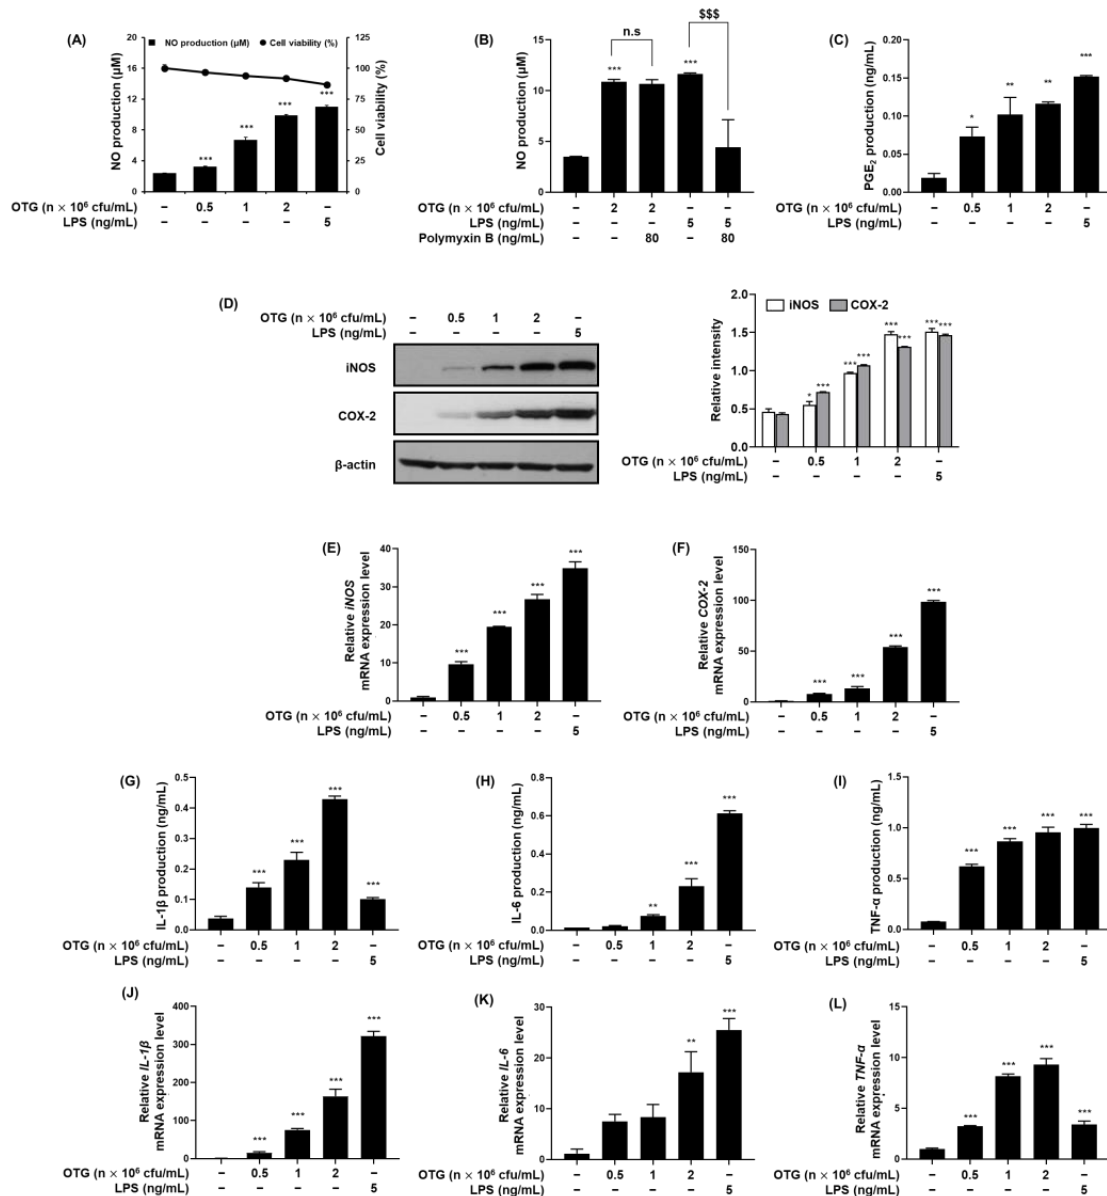 (A)
NO production (μM)
Cell viability (%)
NO production (μM)
20
16
12
8
4
0
***
***
***
***
125
100
75
50
25
0
Cell viability (%)
OTG (n × 10⁶ cfu/mL) – 0.5 1 2 –
LPS (ng/mL) – – – – 5
(B)
n.s
$$$
NO production (μM)
15
10
5
0
***
***
OTG (n × 10⁶ cfu/mL) – 2 2 – –
LPS (ng/mL) – – – 5 5
Polymyxin B (ng/mL) – – 80 – 80
(C)
PGE₂ production (ng/mL)
0.20
0.15
0.10
0.05
0.00
*
**
**
***
OTG (n × 10⁶ cfu/mL) – 0.5 1 2 –
LPS (ng/mL) – – – – 5
(D)
OTG (n × 10⁶ cfu/mL) – 0.5 1 2 –
LPS (ng/mL) – – – – 5
iNOS
COX-2
β-actin
iNOS COX-2
Relative intensity
2.0
1.5
1.0
0.5
0.0
* ***
*** ***
*** ***
*** ***
OTG (n × 10⁶ cfu/mL) – 0.5 1 2 –
LPS (ng/mL) – – – – 5
(E)
Relative iNOS
mRNA expression level
40
30
20
10
0
***
***
***
***
OTG (n × 10⁶ cfu/mL) – 0.5 1 2 –
LPS (ng/mL) – – – – 5
(F)
Relative COX-2
mRNA expression level
150
100
50
0
***
***
***
***
OTG (n × 10⁶ cfu/mL) – 0.5 1 2 –
LPS (ng/mL) – – – – 5
(G)
IL-1β production (ng/mL)
0.5
0.4
0.3
0.2
0.1
0.0
***
***
***
***
OTG (n × 10⁶ cfu/mL) – 0.5 1 2 –
LPS (ng/mL) – – – – 5
(H)
IL-6 production (ng/mL)
0.8
0.6
0.4
0.2
0.0
**
***
***
OTG (n × 10⁶ cfu/mL) – 0.5 1 2 –
LPS (ng/mL) – – – – 5
(I)
TNF-α production (ng/mL)
1.5
1.0
0.5
0.0
***
***
***
***
OTG (n × 10⁶ cfu/mL) – 0.5 1 2 –
LPS (ng/mL) – – – – 5
(J)
Relative IL-1β
mRNA expression level
400
300
200
100
0
***
***
***
***
OTG (n × 10⁶ cfu/mL) – 0.5 1 2 –
LPS (ng/mL) – – – – 5
(K)
Relative IL-6
mRNA expression level
30
20
10
0
**
***
OTG (n × 10⁶ cfu/mL) – 0.5 1 2 –
LPS (ng/mL) – – – – 5
(L)
Relative TNF-α
mRNA expression level
15
10
5
0
***
***
***
***
OTG (n × 10⁶ cfu/mL) – 0.5 1 2 –
LPS (ng/mL) – – – – 5